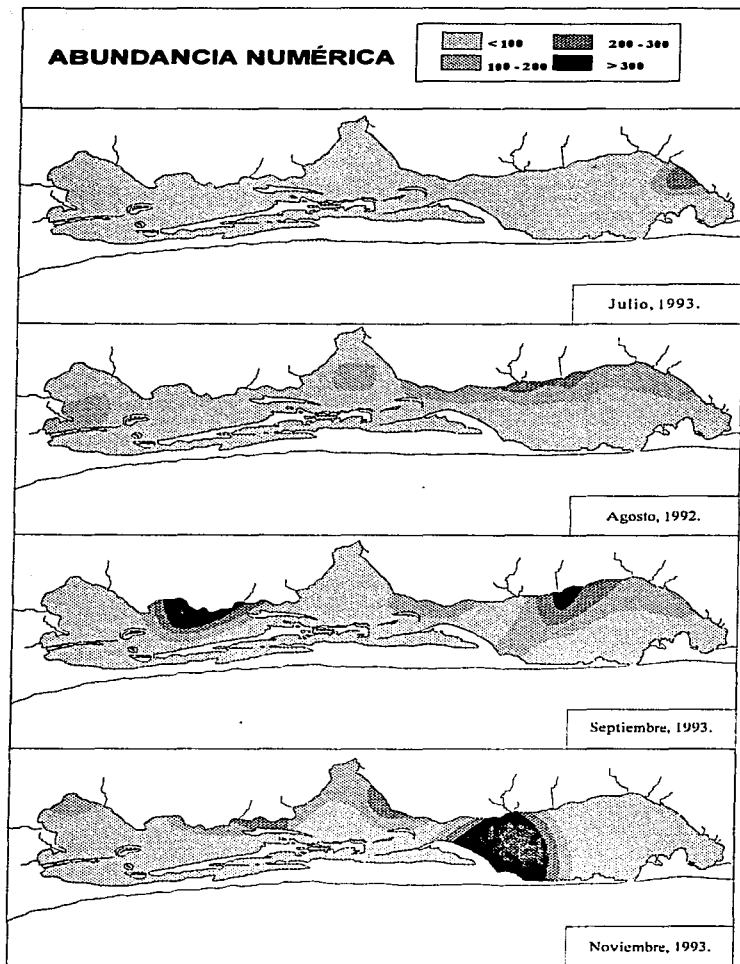 ABUNDANCIA NUMÉRICA
< 100
200 - 300
100 - 200
> 300
Julio, 1993.
Agosto, 1992.
Septiembre, 1993.
Noviembre, 1993.